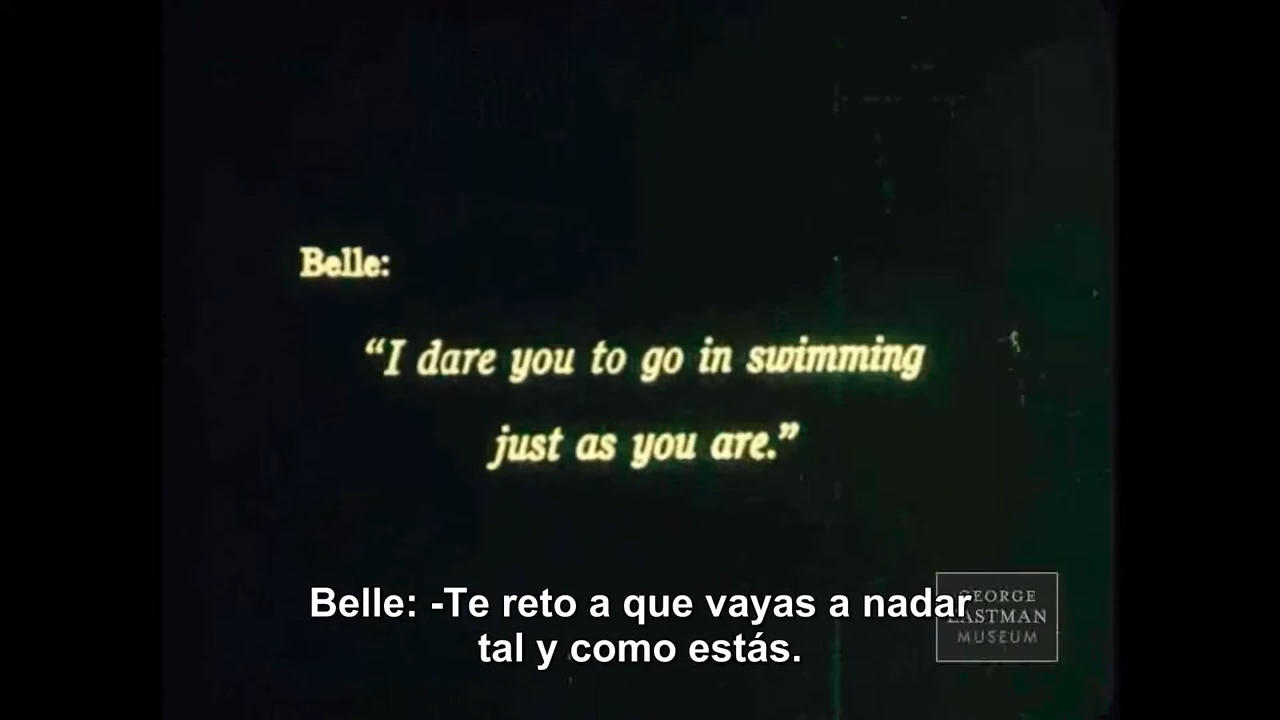 Belle:
“I dare you to go in swimming
just as you are.”
Belle: -Te reto a que vayas a nadar
tal y como estás.
GEORGE
EASTMAN
MUSEUM